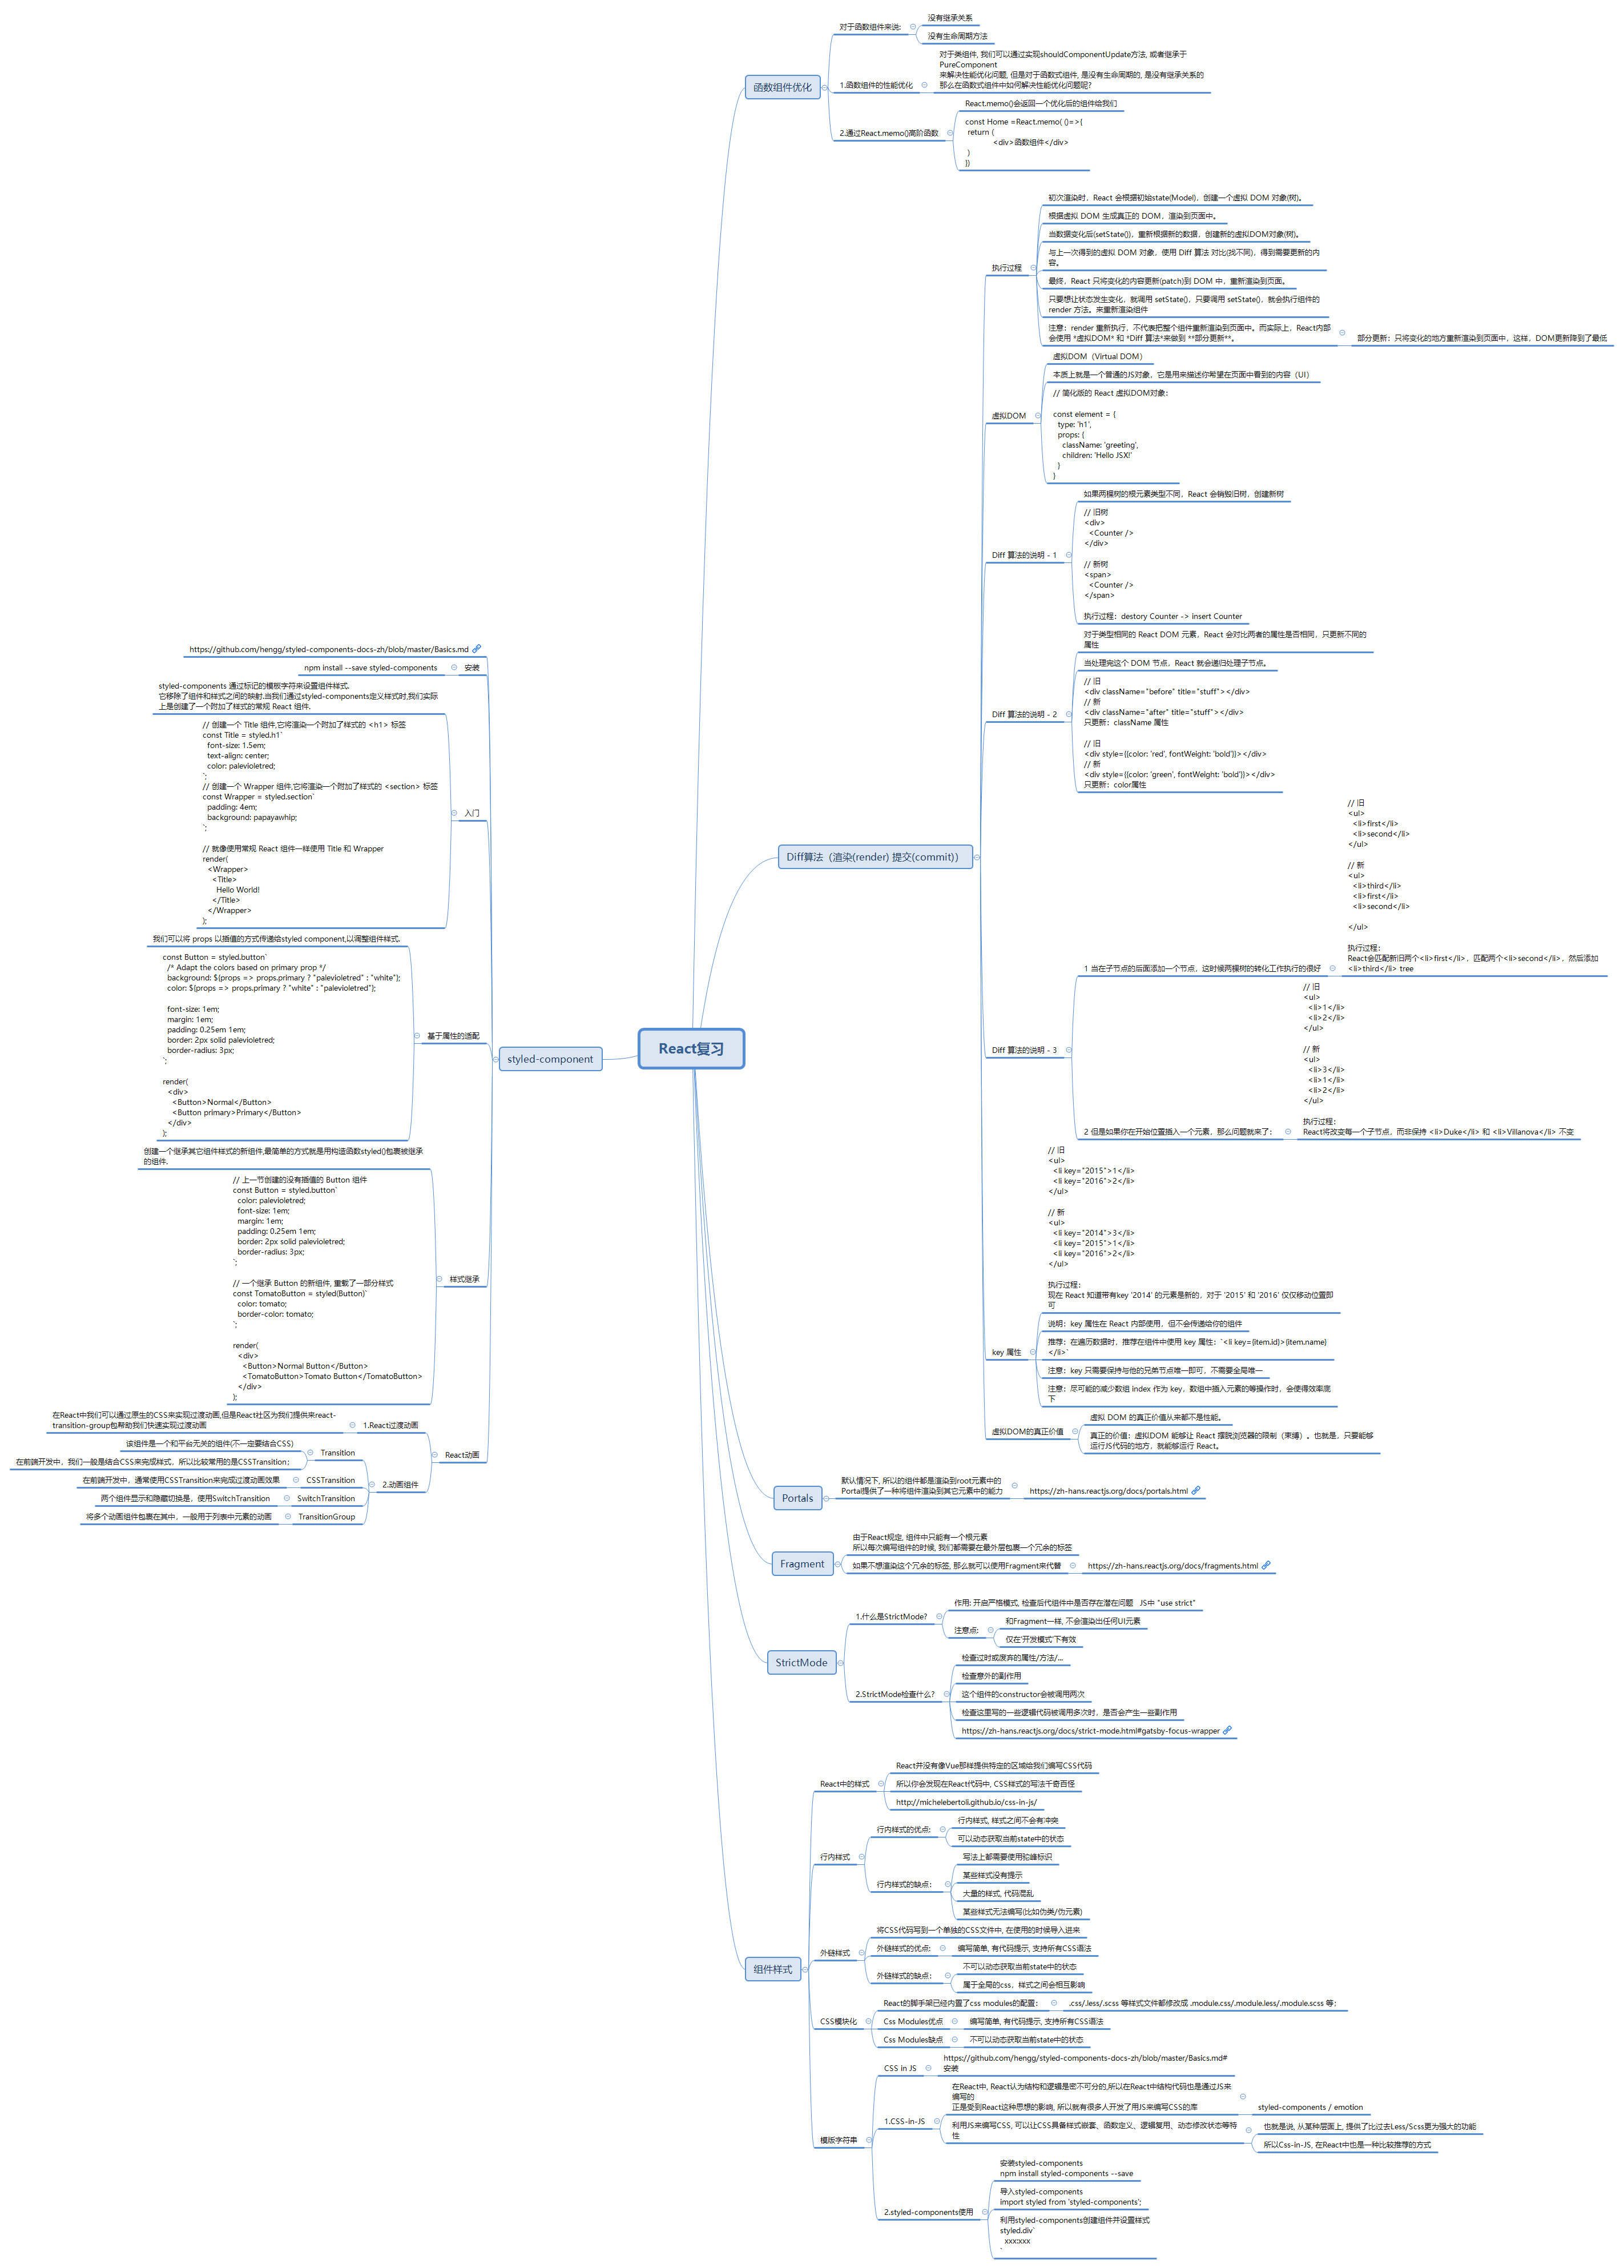 React复习
函数组件优化
对于函数组件来说:
没有继承关系
没有生命周期方法
1.函数组件的性能优化
对于类组件, 我们可以通过实现shouldComponentUpdate方法, 或者继承于
PureComponent
来解决性能优化问题, 但是对于函数式组件, 是没有生命周期的, 是没有继承关系的
那么在函数式组件中如何解决性能优化问题呢?
2.通过React.memo()高阶函数
React.memo()会返回一个优化后的组件给我们
const Home =React.memo( ()=>{
return (
<div>函数组件</div>
)
})
Diff算法（渲染(render) 提交(commit)）
执行过程
初次渲染时，React 会根据初始state(Model)，创建一个虚拟 DOM 对象(树)。
根据虚拟 DOM 生成真正的 DOM，渲染到页面中。
当数据变化后(setState())，重新根据新的数据，创建新的虚拟DOM对象(树)。
与上一次得到的虚拟 DOM 对象，使用 Diff 算法 对比(找不同)，得到需要更新的内
容。
最终，React 只将变化的内容更新(patch)到 DOM 中，重新渲染到页面。
只要想让状态发生变化，就调用 setState()，只要调用 setState()，就会执行组件的
render 方法。来重新渲染组件
注意：render 重新执行，不代表把整个组件重新渲染到页面中。而实际上，React内部
会使用 *虚拟DOM* 和 *Diff 算法*来做到 **部分更新**。
部分更新：只将变化的地方重新渲染到页面中，这样，DOM更新降到了最低
虚拟DOM
虚拟DOM（Virtual DOM）
本质上就是一个普通的JS对象，它是用来描述你希望在页面中看到的内容（UI）
// 简化版的 React 虚拟DOM对象：
const element = {
type: 'h1',
props: {
className: 'greeting',
children: 'Hello JSX!'
}
}
Diff 算法的说明 - 1
如果两棵树的根元素类型不同，React 会销毁旧树，创建新树
// 旧树
<div>
<Counter />
</div>
// 新树
<span>
<Counter />
</span>
执行过程：destory Counter -> insert Counter
Diff 算法的说明 - 2
对于类型相同的 React DOM 元素，React 会对比两者的属性是否相同，只更新不同的
属性
当处理完这个 DOM 节点，React 就会递归处理子节点。
// 旧
<div className="before" title="stuff"></div>
// 新
<div className="after" title="stuff"></div>
只更新：className 属性
// 旧
<div style={{color: 'red', fontWeight: 'bold'}}></div>
// 新
<div style={{color: 'green', fontWeight: 'bold'}}></div>
只更新：color属性
Diff 算法的说明 - 3
1 当在子节点的后面添加一个节点，这时候两棵树的转化工作执行的很好
// 旧
<ul>
<li>first</li>
<li>second</li>
</ul>
// 新
<ul>
<li>third</li>
<li>first</li>
<li>second</li>
</ul>
执行过程：
React会匹配新旧两个<li>first</li>，匹配两个<li>second</li>，然后添加
<li>third</li> tree
2 但是如果你在开始位置插入一个元素，那么问题就来了：
// 旧
<ul>
<li>1</li>
<li>2</li>
</ul>
// 新
<ul>
<li>3</li>
<li>1</li>
<li>2</li>
</ul>
执行过程：
React将改变每一个子节点，而非保持 <li>Duke</li> 和 <li>Villanova</li> 不变
key 属性
// 旧
<ul>
<li key="2015">1</li>
<li key="2016">2</li>
</ul>
// 新
<ul>
<li key="2014">3</li>
<li key="2015">1</li>
<li key="2016">2</li>
</ul>
执行过程：
现在 React 知道带有key '2014' 的元素是新的，对于 '2015' 和 '2016' 仅仅移动位置即
可
说明：key 属性在 React 内部使用，但不会传递给你的组件
推荐：在遍历数据时，推荐在组件中使用 key 属性：`<li key={item.id}>{item.name}
</li>`
注意：key 只需要保持与他的兄弟节点唯一即可，不需要全局唯一
注意：尽可能的减少数组 index 作为 key，数组中插入元素的等操作时，会使得效率底
下
虚拟DOM的真正价值
虚拟 DOM 的真正价值从来都不是性能。
真正的价值：虚拟DOM 能够让 React 摆脱浏览器的限制（束缚）。也就是，只要能够
运行JS代码的地方，就能够运行 React。
Portals
默认情况下, 所以的组件都是渲染到root元素中的
Portal提供了一种将组件渲染到其它元素中的能力
https://zh-hans.reactjs.org/docs/portals.html
Fragment
由于React规定, 组件中只能有一个根元素
所以每次编写组件的时候, 我们都需要在最外层包裹一个冗余的标签
如果不想渲染这个冗余的标签, 那么就可以使用Fragment来代替
https://zh-hans.reactjs.org/docs/fragments.html
StrictMode
1.什么是StrictMode?
作用: 开启严格模式, 检查后代组件中是否存在潜在问题 JS中 "use strict"
注意点:
和Fragment一样, 不会渲染出任何UI元素
仅在'开发模式'下有效
2.StrictMode检查什么?
检查过时或废弃的属性/方法/...
检查意外的副作用
这个组件的constructor会被调用两次
检查这里写的一些逻辑代码被调用多次时，是否会产生一些副作用
https://zh-hans.reactjs.org/docs/strict-mode.html#gatsby-focus-wrapper
组件样式
React中的样式
React并没有像Vue那样提供特定的区域给我们编写CSS代码
所以你会发现在React代码中, CSS样式的写法千奇百怪
http://michelebertoli.github.io/css-in-js/
行内样式
行内样式的优点:
行内样式, 样式之间不会有冲突
可以动态获取当前state中的状态
行内样式的缺点：
写法上都需要使用驼峰标识
某些样式没有提示
大量的样式, 代码混乱
某些样式无法编写(比如伪类/伪元素)
外链样式
将CSS代码写到一个单独的CSS文件中, 在使用的时候导入进来
外链样式的优点:
编写简单, 有代码提示, 支持所有CSS语法
外链样式的缺点：
不可以动态获取当前state中的状态
属于全局的css，样式之间会相互影响
CSS模块化
React的脚手架已经内置了css modules的配置：
.css/.less/.scss 等样式文件都修改成 .module.css/.module.less/.module.scss 等；
Css Modules优点
编写简单, 有代码提示, 支持所有CSS语法
Css Modules缺点
不可以动态获取当前state中的状态
模版字符串
CSS in JS
https://github.com/hengg/styled-components-docs-zh/blob/master/Basics.md#
安装
1.CSS-in-JS
在React中, React认为结构和逻辑是密不可分的,所以在React中结构代码也是通过JS来
编写的
正是受到React这种思想的影响, 所以就有很多人开发了用JS来编写CSS的库
styled-components / emotion
利用JS来编写CSS, 可以让CSS具备样式嵌套、函数定义、逻辑复用、动态修改状态等特
性
也就是说, 从某种层面上, 提供了比过去Less/Scss更为强大的功能
所以Css-in-JS, 在React中也是一种比较推荐的方式
2.styled-components使用
安装styled-components
npm install styled-components --save
导入styled-components
import styled from 'styled-components';
利用styled-components创建组件并设置样式
styled.div`
xxx:xxx
`
styled-component
https://github.com/hengg/styled-components-docs-zh/blob/master/Basics.md
安装
npm install --save styled-components
入门
styled-components 通过标记的模板字符来设置组件样式.
它移除了组件和样式之间的映射.当我们通过styled-components定义样式时,我们实际
上是创建了一个附加了样式的常规 React 组件.
// 创建一个 Title 组件,它将渲染一个附加了样式的 <h1> 标签
const Title = styled.h1`
font-size: 1.5em;
text-align: center;
color: palevioletred;
`;
// 创建一个 Wrapper 组件,它将渲染一个附加了样式的 <section> 标签
const Wrapper = styled.section`
padding: 4em;
background: papayawhip;
`;
// 就像使用常规 React 组件一样使用 Title 和 Wrapper
render(
<Wrapper>
<Title>
Hello World!
</Title>
</Wrapper>
);
基于属性的适配
我们可以将 props 以插值的方式传递给styled component,以调整组件样式.
const Button = styled.button`
/* Adapt the colors based on primary prop */
background: ${props => props.primary ? "palevioletred" : "white"};
color: ${props => props.primary ? "white" : "palevioletred"};
font-size: 1em;
margin: 1em;
padding: 0.25em 1em;
border: 2px solid palevioletred;
border-radius: 3px;
`;
render(
<div>
<Button>Normal</Button>
<Button primary>Primary</Button>
</div>
);
样式继承
创建一个继承其它组件样式的新组件,最简单的方式就是用构造函数styled()包裹被继承
的组件.
// 上一节创建的没有插值的 Button 组件
const Button = styled.button`
color: palevioletred;
font-size: 1em;
margin: 1em;
padding: 0.25em 1em;
border: 2px solid palevioletred;
border-radius: 3px;
`;
// 一个继承 Button 的新组件, 重载了一部分样式
const TomatoButton = styled(Button)`
color: tomato;
border-color: tomato;
`;
render(
<div>
<Button>Normal Button</Button>
<TomatoButton>Tomato Button</TomatoButton>
</div>
);
React动画
1.React过渡动画
在React中我们可以通过原生的CSS来实现过渡动画,但是React社区为我们提供来react-
transition-group包帮助我们快速实现过渡动画
2.动画组件
Transition
该组件是一个和平台无关的组件(不一定要结合CSS)
在前端开发中，我们一般是结合CSS来完成样式，所以比较常用的是CSSTransition；
CSSTransition
在前端开发中，通常使用CSSTransition来完成过渡动画效果
SwitchTransition
两个组件显示和隐藏切换是，使用SwitchTransition
TransitionGroup
将多个动画组件包裹在其中，一般用于列表中元素的动画